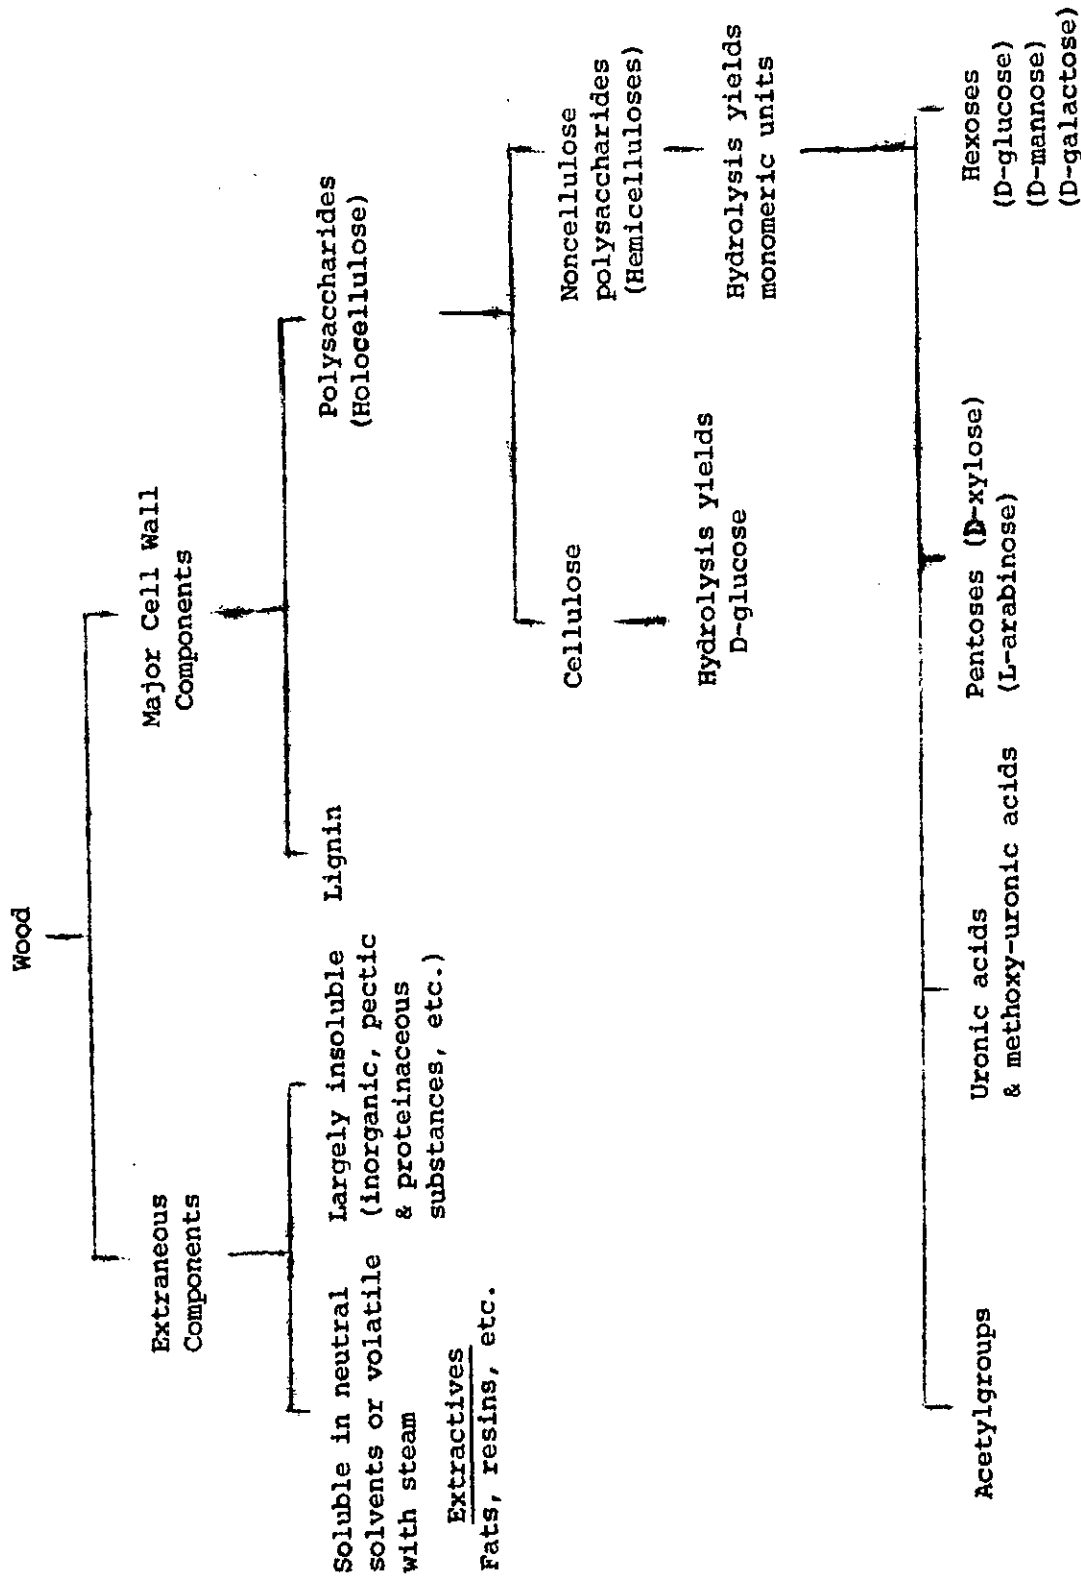 Wood
Extraneous
Components
Major Cell Wall
Components
Soluble in neutral
solvents or volatile
with steam
Extractives
Fats, resins, etc.
Largely insoluble
(inorganic, pectic
& proteinaceous
substances, etc.)
Lignin
Polysaccharides
(Holocellulose)
Cellulose
Noncellulose
polysaccharides
(Hemicelluloses)
Hydrolysis yields
D-glucose
Hydrolysis yields
monomeric units
Acetylgroups
Uronic acids
& methoxy-uronic acids
Pentoses (D-xylose)
(L-arabinose)
Hexoses
(D-glucose)
(D-mannose)
(D-galactose)